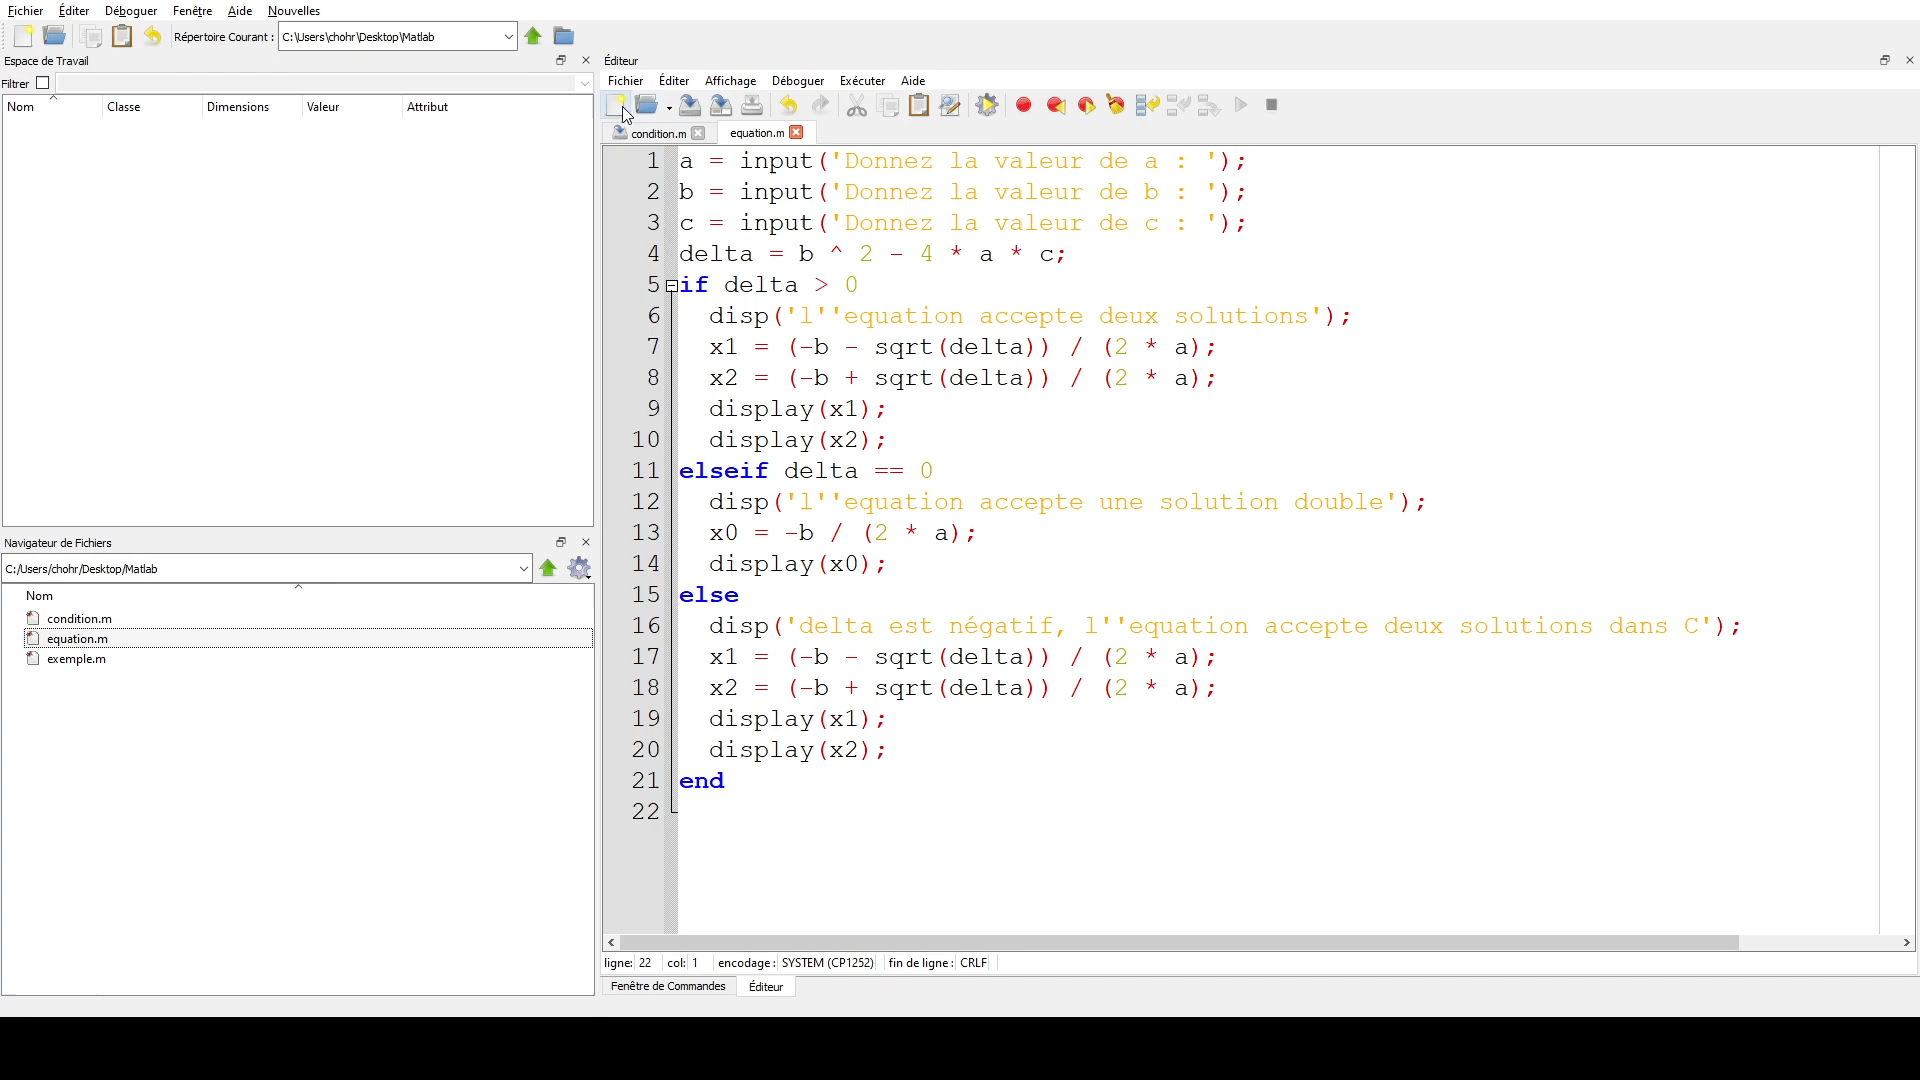 Fichier Éditer Déboguer Fenêtre Aide Nouvelles
Répertoire Courant : C:\Users\chohr\Desktop\Matlab
Espace de Travail
Filtrer
Nom Classe Dimensions Valeur Attribut
Navigateur de Fichiers
C:/Users/chohr/Desktop/Matlab
Nom
condition.m
equation.m
exemple.m
Éditeur
Fichier Éditer Affichage Déboguer Exécuter Aide
condition.m equation.m
1 a = input('Donnez la valeur de a : ');
2 b = input('Donnez la valeur de b : ');
3 c = input('Donnez la valeur de c : ');
4 delta = b ^ 2 - 4 * a * c;
5 if delta > 0
6 disp('l''equation accepte deux solutions');
7 x1 = (-b - sqrt(delta)) / (2 * a);
8 x2 = (-b + sqrt(delta)) / (2 * a);
9 display(x1);
10 display(x2);
11 elseif delta == 0
12 disp('l''equation accepte une solution double');
13 x0 = -b / (2 * a);
14 display(x0);
15 else
16 disp('delta est négatif, l''equation accepte deux solutions dans C');
17 x1 = (-b - sqrt(delta)) / (2 * a);
18 x2 = (-b + sqrt(delta)) / (2 * a);
19 display(x1);
20 display(x2);
21 end
22
ligne: 22 col: 1 encodage : SYSTEM (CP1252) fin de ligne : CRLF
Fenêtre de Commandes Éditeur